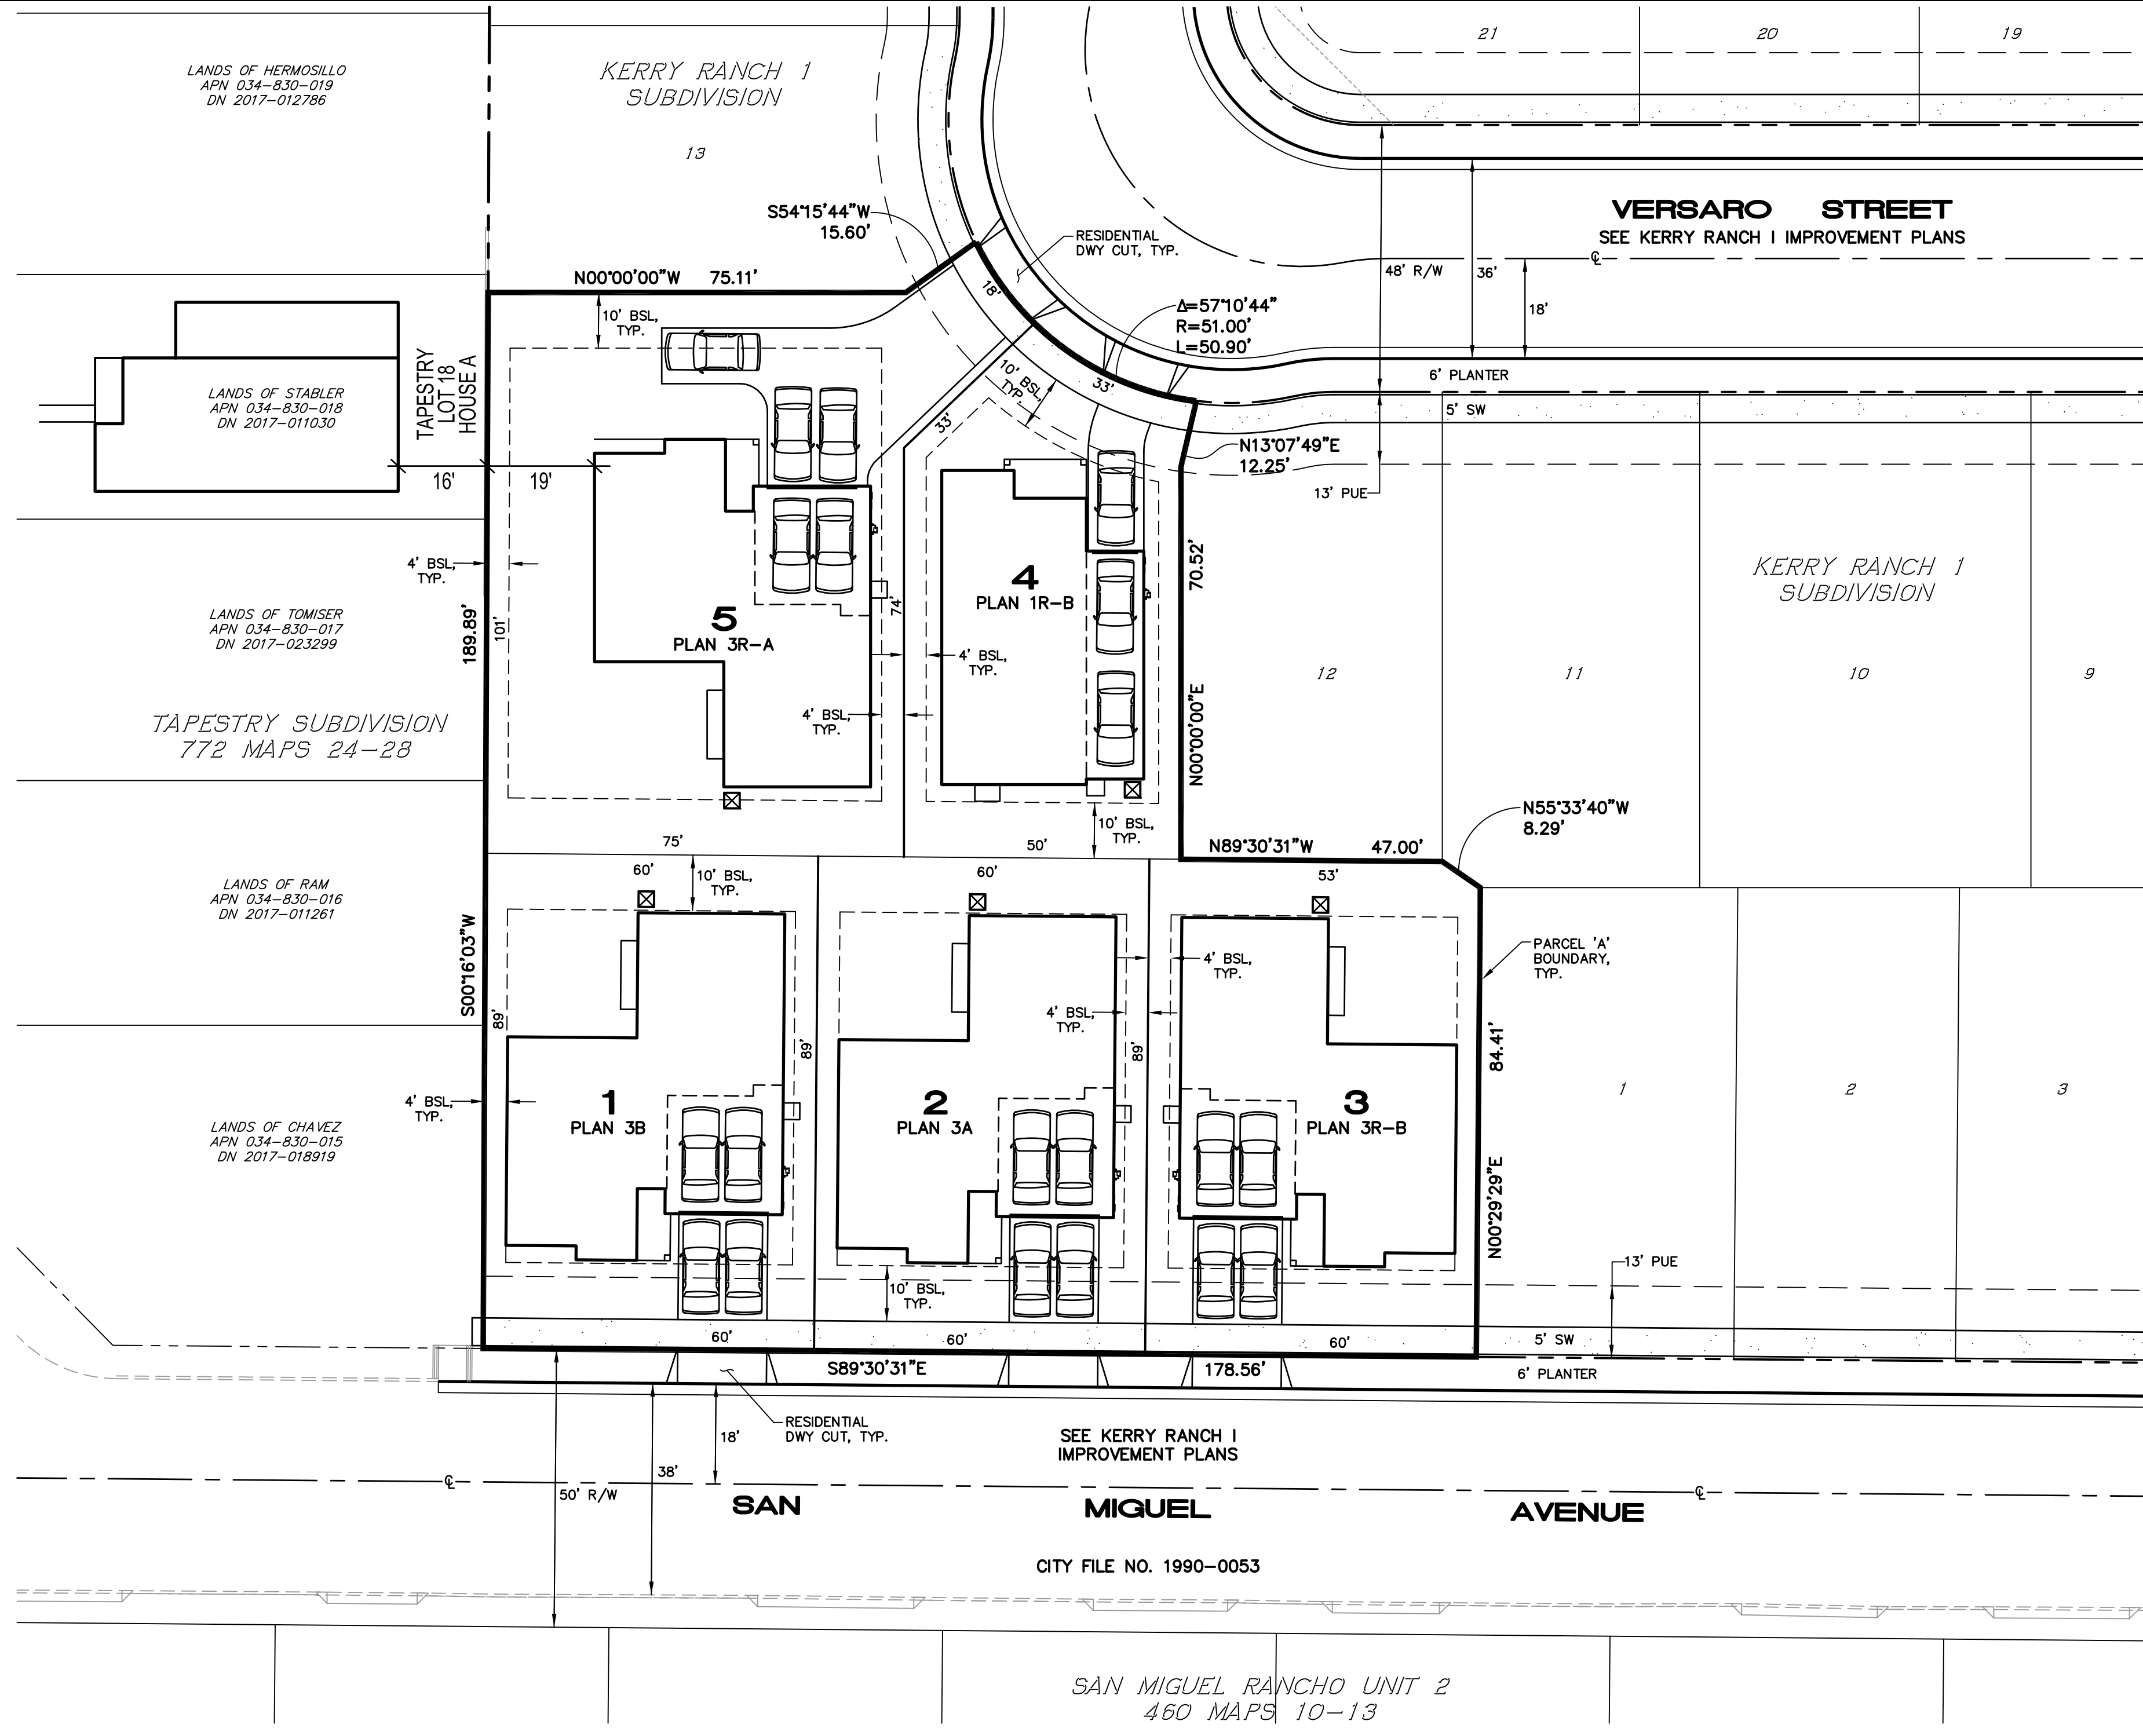 LANDS OF HERMOSILLO
APN 034-830-019
DN 2017-012786
KERRY RANCH 1
SUBDIVISION
13
21
20
19
S54°15'44"W
15.60'
RESIDENTIAL
DWY CUT, TYP.
VERSARO STREET
SEE KERRY RANCH I IMPROVEMENT PLANS
48' R/W
36'
18'
N00°00'00"W 75.11'
10' BSL,
TYP.
18'
Δ=57°10'44"
R=51.00'
L=50.90'
TAPESTRY
LOT 18
HOUSE A
LANDS OF STABLER
APN 034-830-018
DN 2017-011030
10' BSL,
TYP.
33'
33'
6' PLANTER
5' SW
N13°07'49"E
12.25'
13' PUE
16'
19'
4' BSL,
TYP.
LANDS OF TOMISER
APN 034-830-017
DN 2017-023299
189.89'
101'
5
PLAN 3R-A
74'
4
PLAN 1R-B
70.52'
4' BSL,
TYP.
4' BSL,
TYP.
N00°00'00"E
KERRY RANCH 1
SUBDIVISION
12
11
10
9
TAPESTRY SUBDIVISION
772 MAPS 24-28
N55°33'40"W
8.29'
10' BSL,
TYP.
75'
50'
N89°30'31"W 47.00'
60'
10' BSL,
TYP.
60'
53'
LANDS OF RAM
APN 034-830-016
DN 2017-011261
S00°16'03"W
PARCEL 'A'
BOUNDARY,
TYP.
4' BSL,
TYP.
4' BSL,
TYP.
89'
89'
89'
84.41'
4' BSL,
TYP.
1
PLAN 3B
2
PLAN 3A
3
PLAN 3R-B
1
2
3
LANDS OF CHAVEZ
APN 034-830-015
DN 2017-018919
N00°29'29"E
13' PUE
10' BSL,
TYP.
60'
60'
60'
5' SW
S89°30'31"E
178.56'
6' PLANTER
RESIDENTIAL
DWY CUT, TYP.
18'
SEE KERRY RANCH I
IMPROVEMENT PLANS
38'
50' R/W
SAN MIGUEL AVENUE
CITY FILE NO. 1990-0053
SAN MIGUEL RANCHO UNIT 2
460 MAPS 10-13